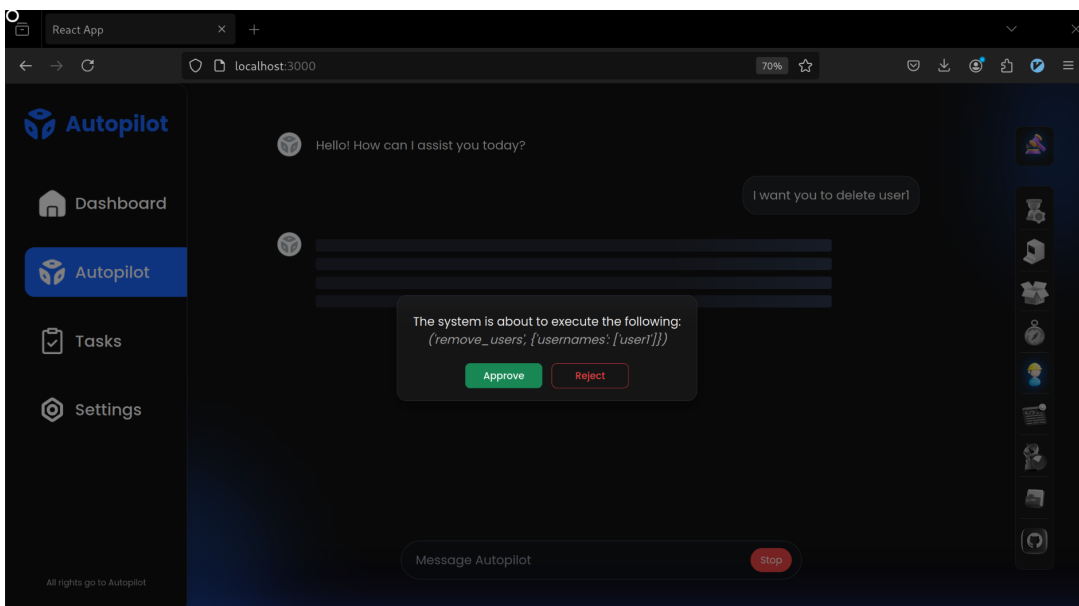 React App
localhost:3000
70%
Autopilot
Dashboard
Autopilot
Tasks
Settings
All rights go to Autopilot
Hello! How can I assist you today?
I want you to delete user1
The system is about to execute the following:
('remove_users', {'usernames': ['user1']})
Approve
Reject
Message Autopilot
Stop